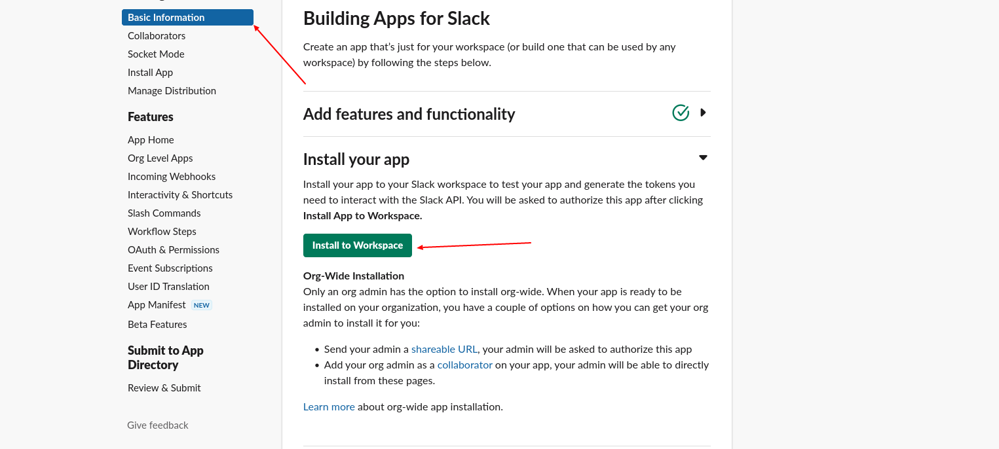 Basic Information
Collaborators
Socket Mode
Install App
Manage Distribution
Features
App Home
Org Level Apps
Incoming Webhooks
Interactivity & Shortcuts
Slash Commands
Workflow Steps
OAuth & Permissions
Event Subscriptions
User ID Translation
App Manifest NEW
Beta Features
Submit to App
Directory
Review & Submit
Give feedback
Building Apps for Slack
Create an app that’s just for your workspace (or build one that can be used by any
workspace) by following the steps below.
Add features and functionality
Install your app
Install your app to your Slack workspace to test your app and generate the tokens you
need to interact with the Slack API. You will be asked to authorize this app after clicking
Install App to Workspace.
Install to Workspace
Org-Wide Installation
Only an org admin has the option to install org-wide. When your app is ready to be
installed on your organization, you have a couple of options on how you can get your org
admin to install it for you:
• Send your admin a shareable URL, your admin will be asked to authorize this app
• Add your org admin as a collaborator on your app, your admin will be able to directly
install from these pages.
Learn more about org-wide app installation.